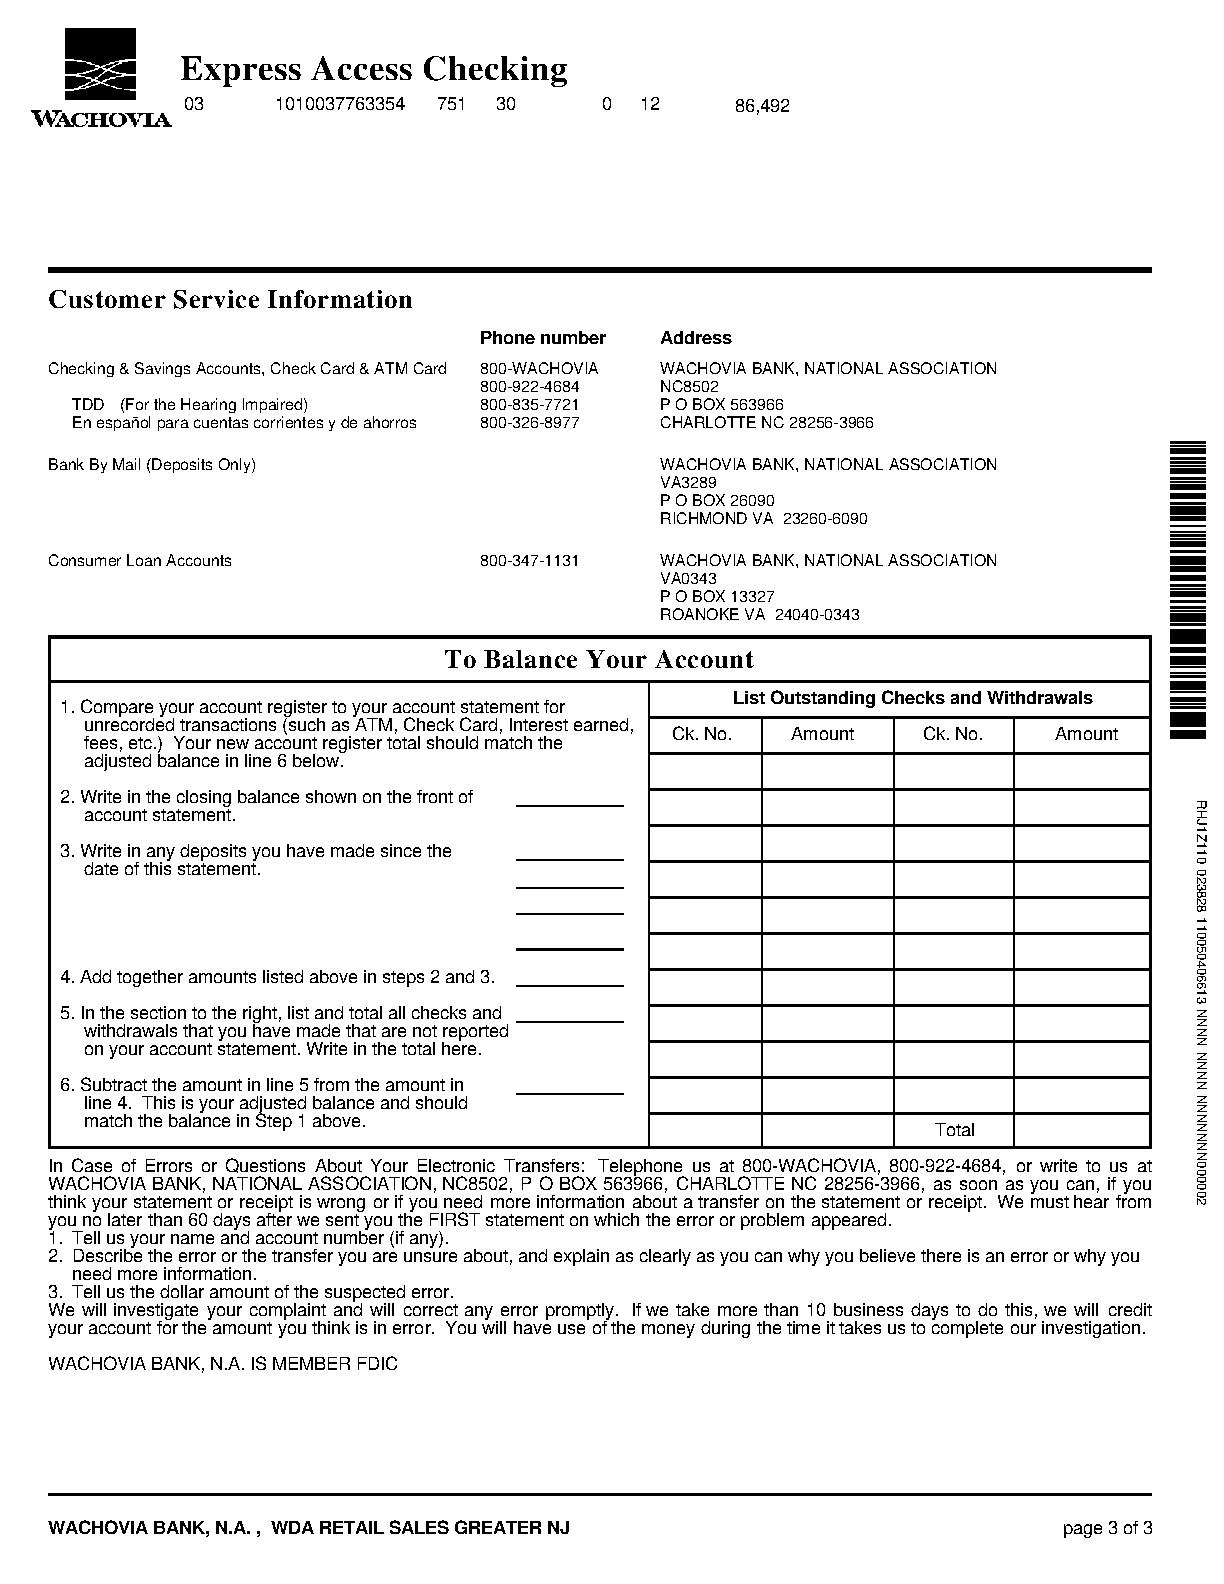 Express Access Checking
03 1010037763354 751 30 0 12 86,492
WACHOVIA
Customer Service Information
Phone number Address
Checking & Savings Accounts, Check Card & ATM Card 800-WACHOVIA WACHOVIA BANK, NATIONAL ASSOCIATION
800-922-4684 NC8502
TDD (For the Hearing Impaired) 800-835-7721 P O BOX 563966
En español para cuentas corrientes y de ahorros 800-326-8977 CHARLOTTE NC 28256-3966
Bank By Mail (Deposits Only) WACHOVIA BANK, NATIONAL ASSOCIATION
VA3289
P O BOX 26090
RICHMOND VA 23260-6090
Consumer Loan Accounts 800-347-1131 WACHOVIA BANK, NATIONAL ASSOCIATION
VA0343
P O BOX 13327
ROANOKE VA 24040-0343
To Balance Your Account
1. Compare your account register to your account statement for
unrecorded transactions (such as ATM, Check Card, Interest earned,
fees, etc.) Your new account register total should match the
adjusted balance in line 6 below.
2. Write in the closing balance shown on the front of
account statement.
3. Write in any deposits you have made since the
date of this statement.
4. Add together amounts listed above in steps 2 and 3.
5. In the section to the right, list and total all checks and
withdrawals that you have made that are not reported
on your account statement. Write in the total here.
6. Subtract the amount in line 5 from the amount in
line 4. This is your adjusted balance and should
match the balance in Step 1 above.
List Outstanding Checks and Withdrawals
Ck. No. Amount Ck. No. Amount
Total
In Case of Errors or Questions About Your Electronic Transfers: Telephone us at 800-WACHOVIA, 800-922-4684, or write to us at
WACHOVIA BANK, NATIONAL ASSOCIATION, NC8502, P O BOX 563966, CHARLOTTE NC 28256-3966, as soon as you can, if you
think your statement or receipt is wrong or if you need more information about a transfer on the statement or receipt. We must hear from
you no later than 60 days after we sent you the FIRST statement on which the error or problem appeared.
1. Tell us your name and account number (if any).
2. Describe the error or the transfer you are unsure about, and explain as clearly as you can why you believe there is an error or why you
need more information.
3. Tell us the dollar amount of the suspected error.
We will investigate your complaint and will correct any error promptly. If we take more than 10 business days to do this, we will credit
your account for the amount you think is in error. You will have use of the money during the time it takes us to complete our investigation.
WACHOVIA BANK, N.A. IS MEMBER FDIC
RHJ1Z110 023828 110050406613 NNNN NNNN NNNNNNN000002
WACHOVIA BANK, N.A. , WDA RETAIL SALES GREATER NJ page 3 of 3